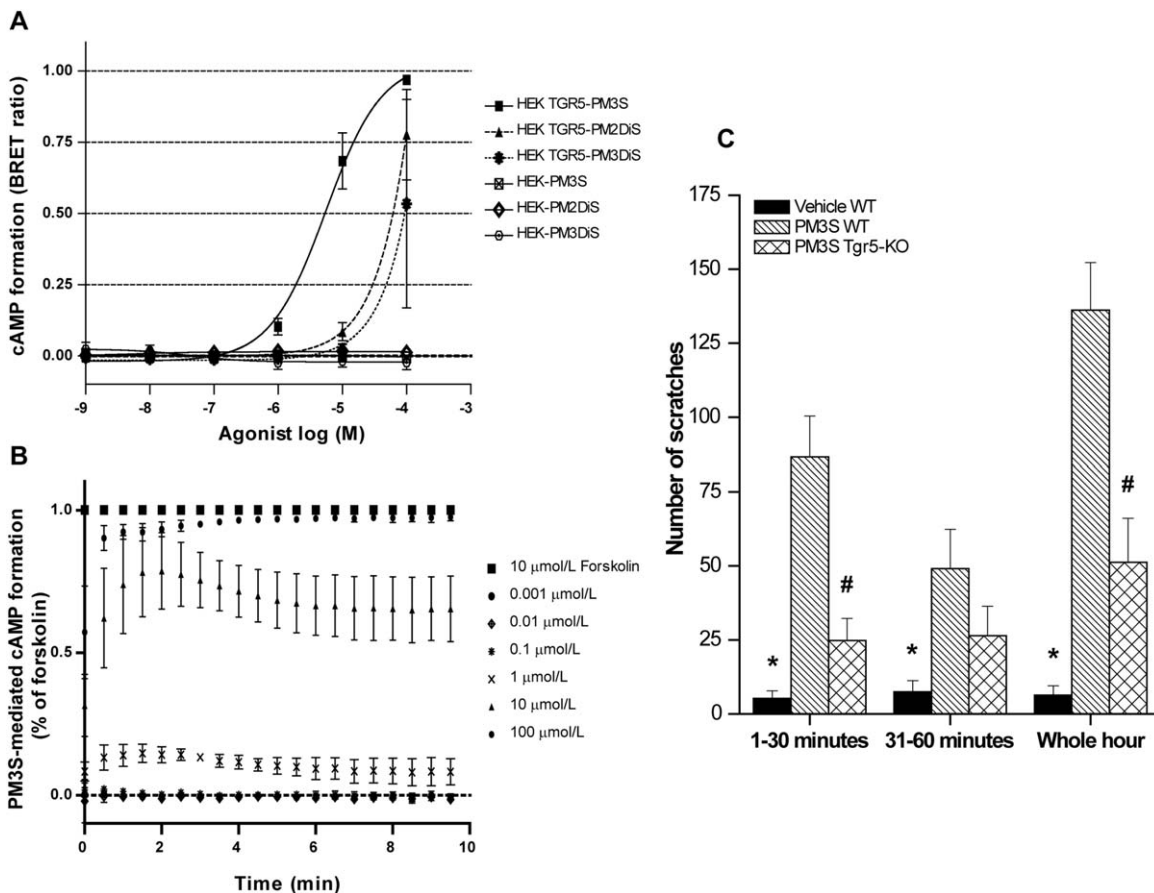 A
cAMP formation (BRET ratio)
1.00
0.75
0.50
0.25
0.00
-9
-8
-7
-6
-5
-4
-3
Agonist log (M)
HEK TGR5-PM3S
HEK TGR5-PM2DiS
HEK TGR5-PM3DiS
HEK-PM3S
HEK-PM2DiS
HEK-PM3DiS
B
PM3S-mediated cAMP formation
(% of forskolin)
1.0
0.5
0.0
0
2
4
6
8
10
Time (min)
10 µmol/L Forskolin
0.001 µmol/L
0.01 µmol/L
0.1 µmol/L
1 µmol/L
10 µmol/L
100 µmol/L
C
Number of scratches
175
150
125
100
75
50
25
0
Vehicle WT
PM3S WT
PM3S Tgr5-KO
*
#
*
*
#
1-30 minutes
31-60 minutes
Whole hour